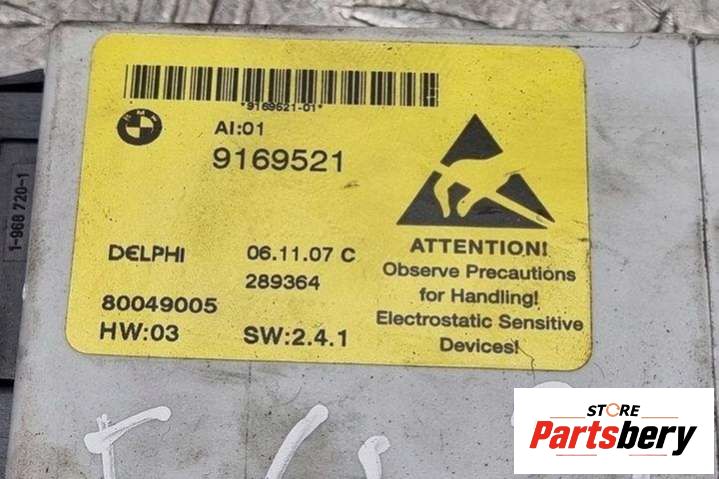 *9169521-01*
BMW
AI:01
9169521
DELPHI
06.11.07 C
289364
80049005
HW:03
SW:2.4.1
ATTENTION!
Observe Precautions
for Handling!
Electrostatic Sensitive
Devices!
1-968 720-1
STORE
Partsbery